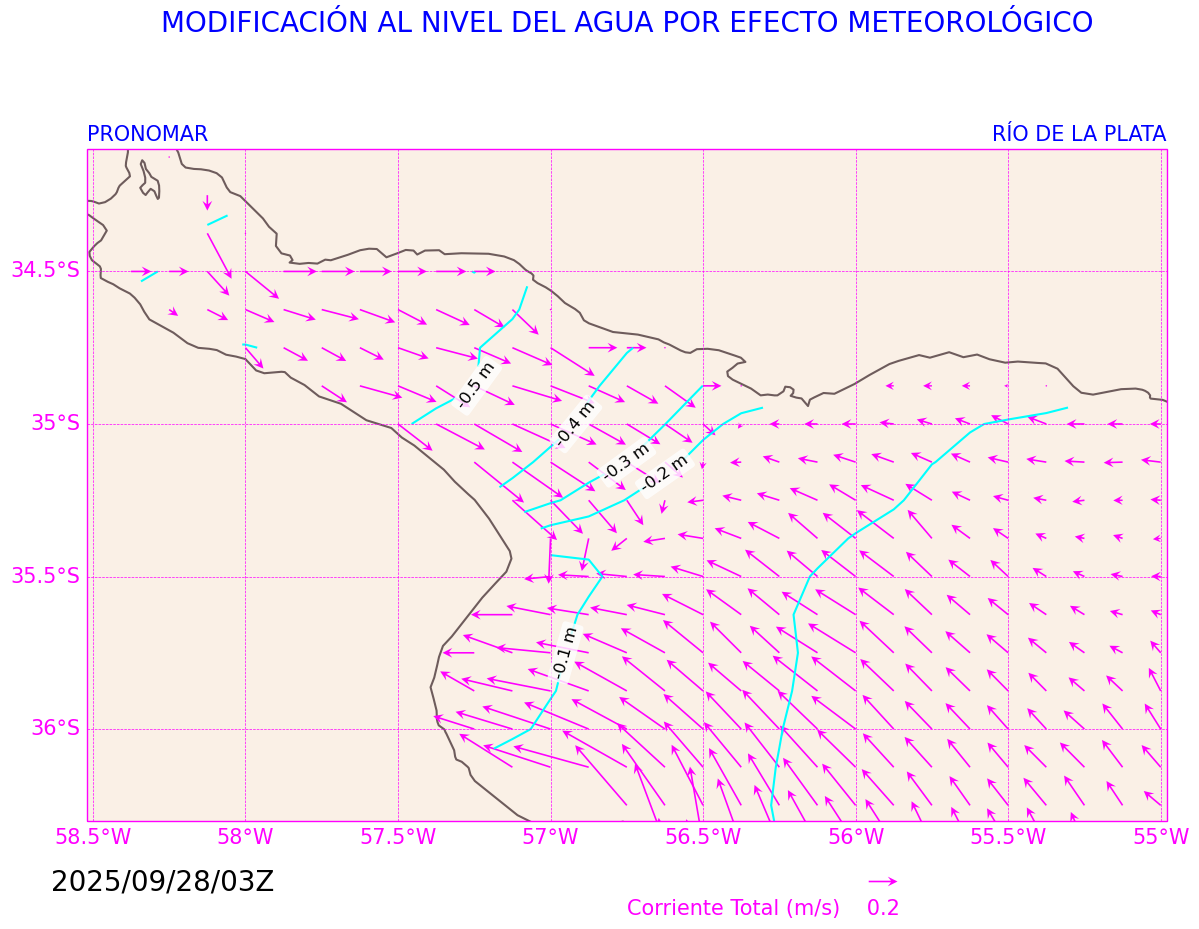 MODIFICACIÓN AL NIVEL DEL AGUA POR EFECTO METEOROLÓGICO
PRONOMAR
RÍO DE LA PLATA
34.5°S
35°S
35.5°S
36°S
-0.5 m
-0.4 m
-0.3 m
-0.2 m
-0.1 m
58.5°W
58°W
57.5°W
57°W
56.5°W
56°W
55.5°W
55°W
2025/09/28/03Z
Corriente Total (m/s)
0.2